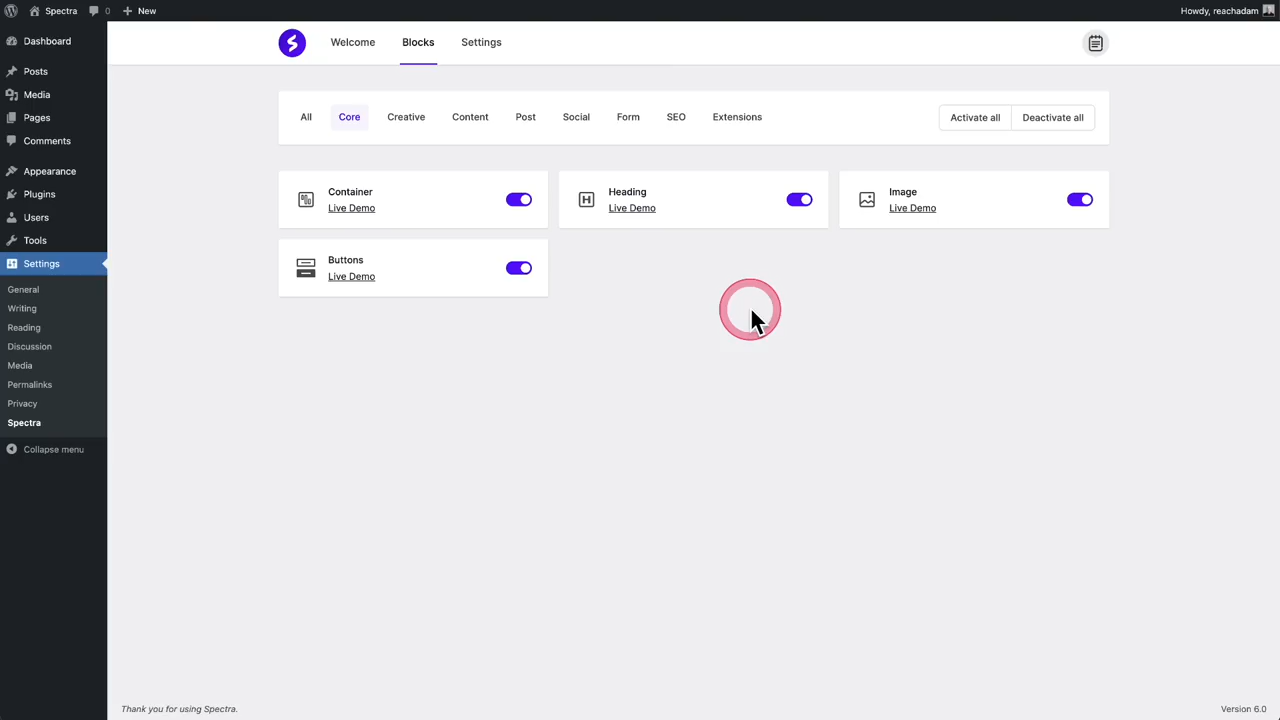 Spectra 0 New Howdy, reachadam
Dashboard
Posts
Media
Pages
Comments
Appearance
Plugins
Users
Tools
Settings
General
Writing
Reading
Discussion
Media
Permalinks
Privacy
Spectra
Collapse menu
Welcome Blocks Settings
All Core Creative Content Post Social Form SEO Extensions Activate all Deactivate all
Container
Live Demo
Heading
Live Demo
Image
Live Demo
Buttons
Live Demo
Thank you for using Spectra. Version 6.0